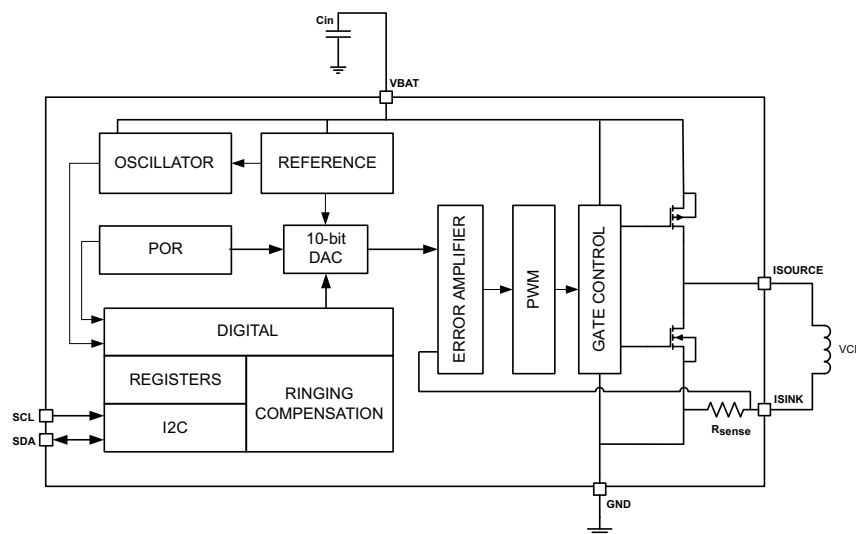 Cin
VBAT
OSCILLATOR
REFERENCE
POR
10-bit
DAC
ERROR AMPLIFIER
PWM
GATE CONTROL
ISOURCE
DIGITAL
REGISTERS
RINGING
COMPENSATION
I2C
SCL
SDA
ISINK
Rsense
GND